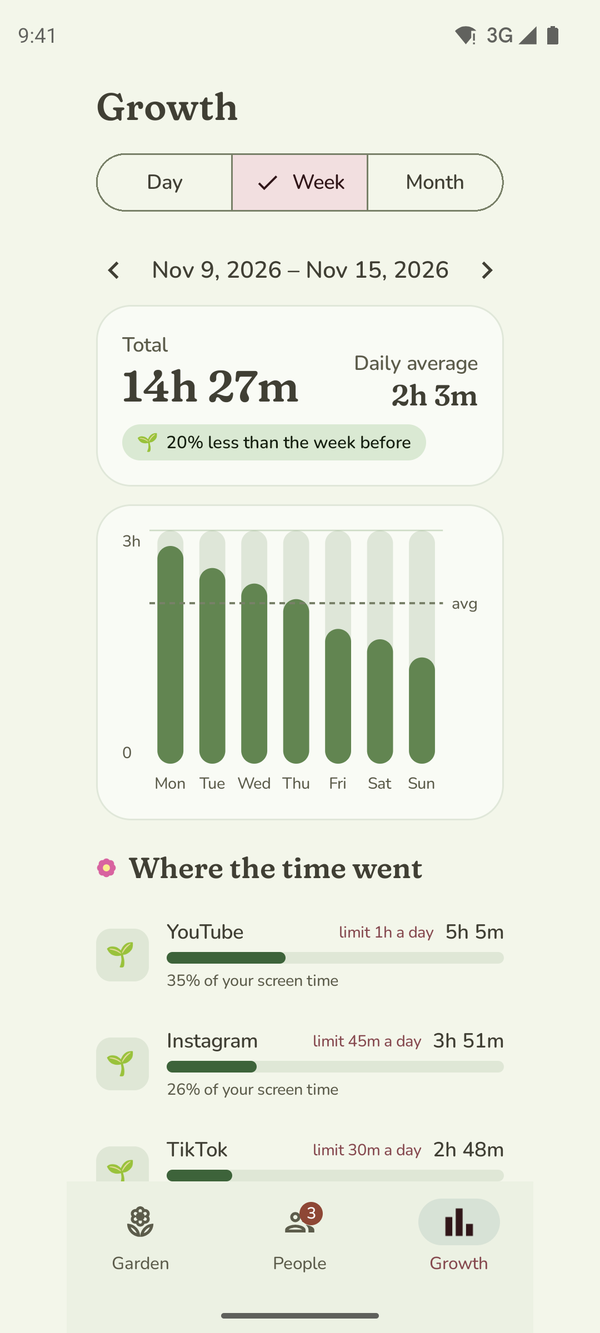 9:41
3G
Growth
Day
Week
Month
Nov 9, 2026 – Nov 15, 2026
Total
14h 27m
Daily average
2h 3m
20% less than the week before
3h
avg
0
Mon Tue Wed Thu Fri Sat Sun
Where the time went
YouTube limit 1h a day 5h 5m
35% of your screen time
Instagram limit 45m a day 3h 51m
26% of your screen time
TikTok limit 30m a day 2h 48m
3
Garden People Growth